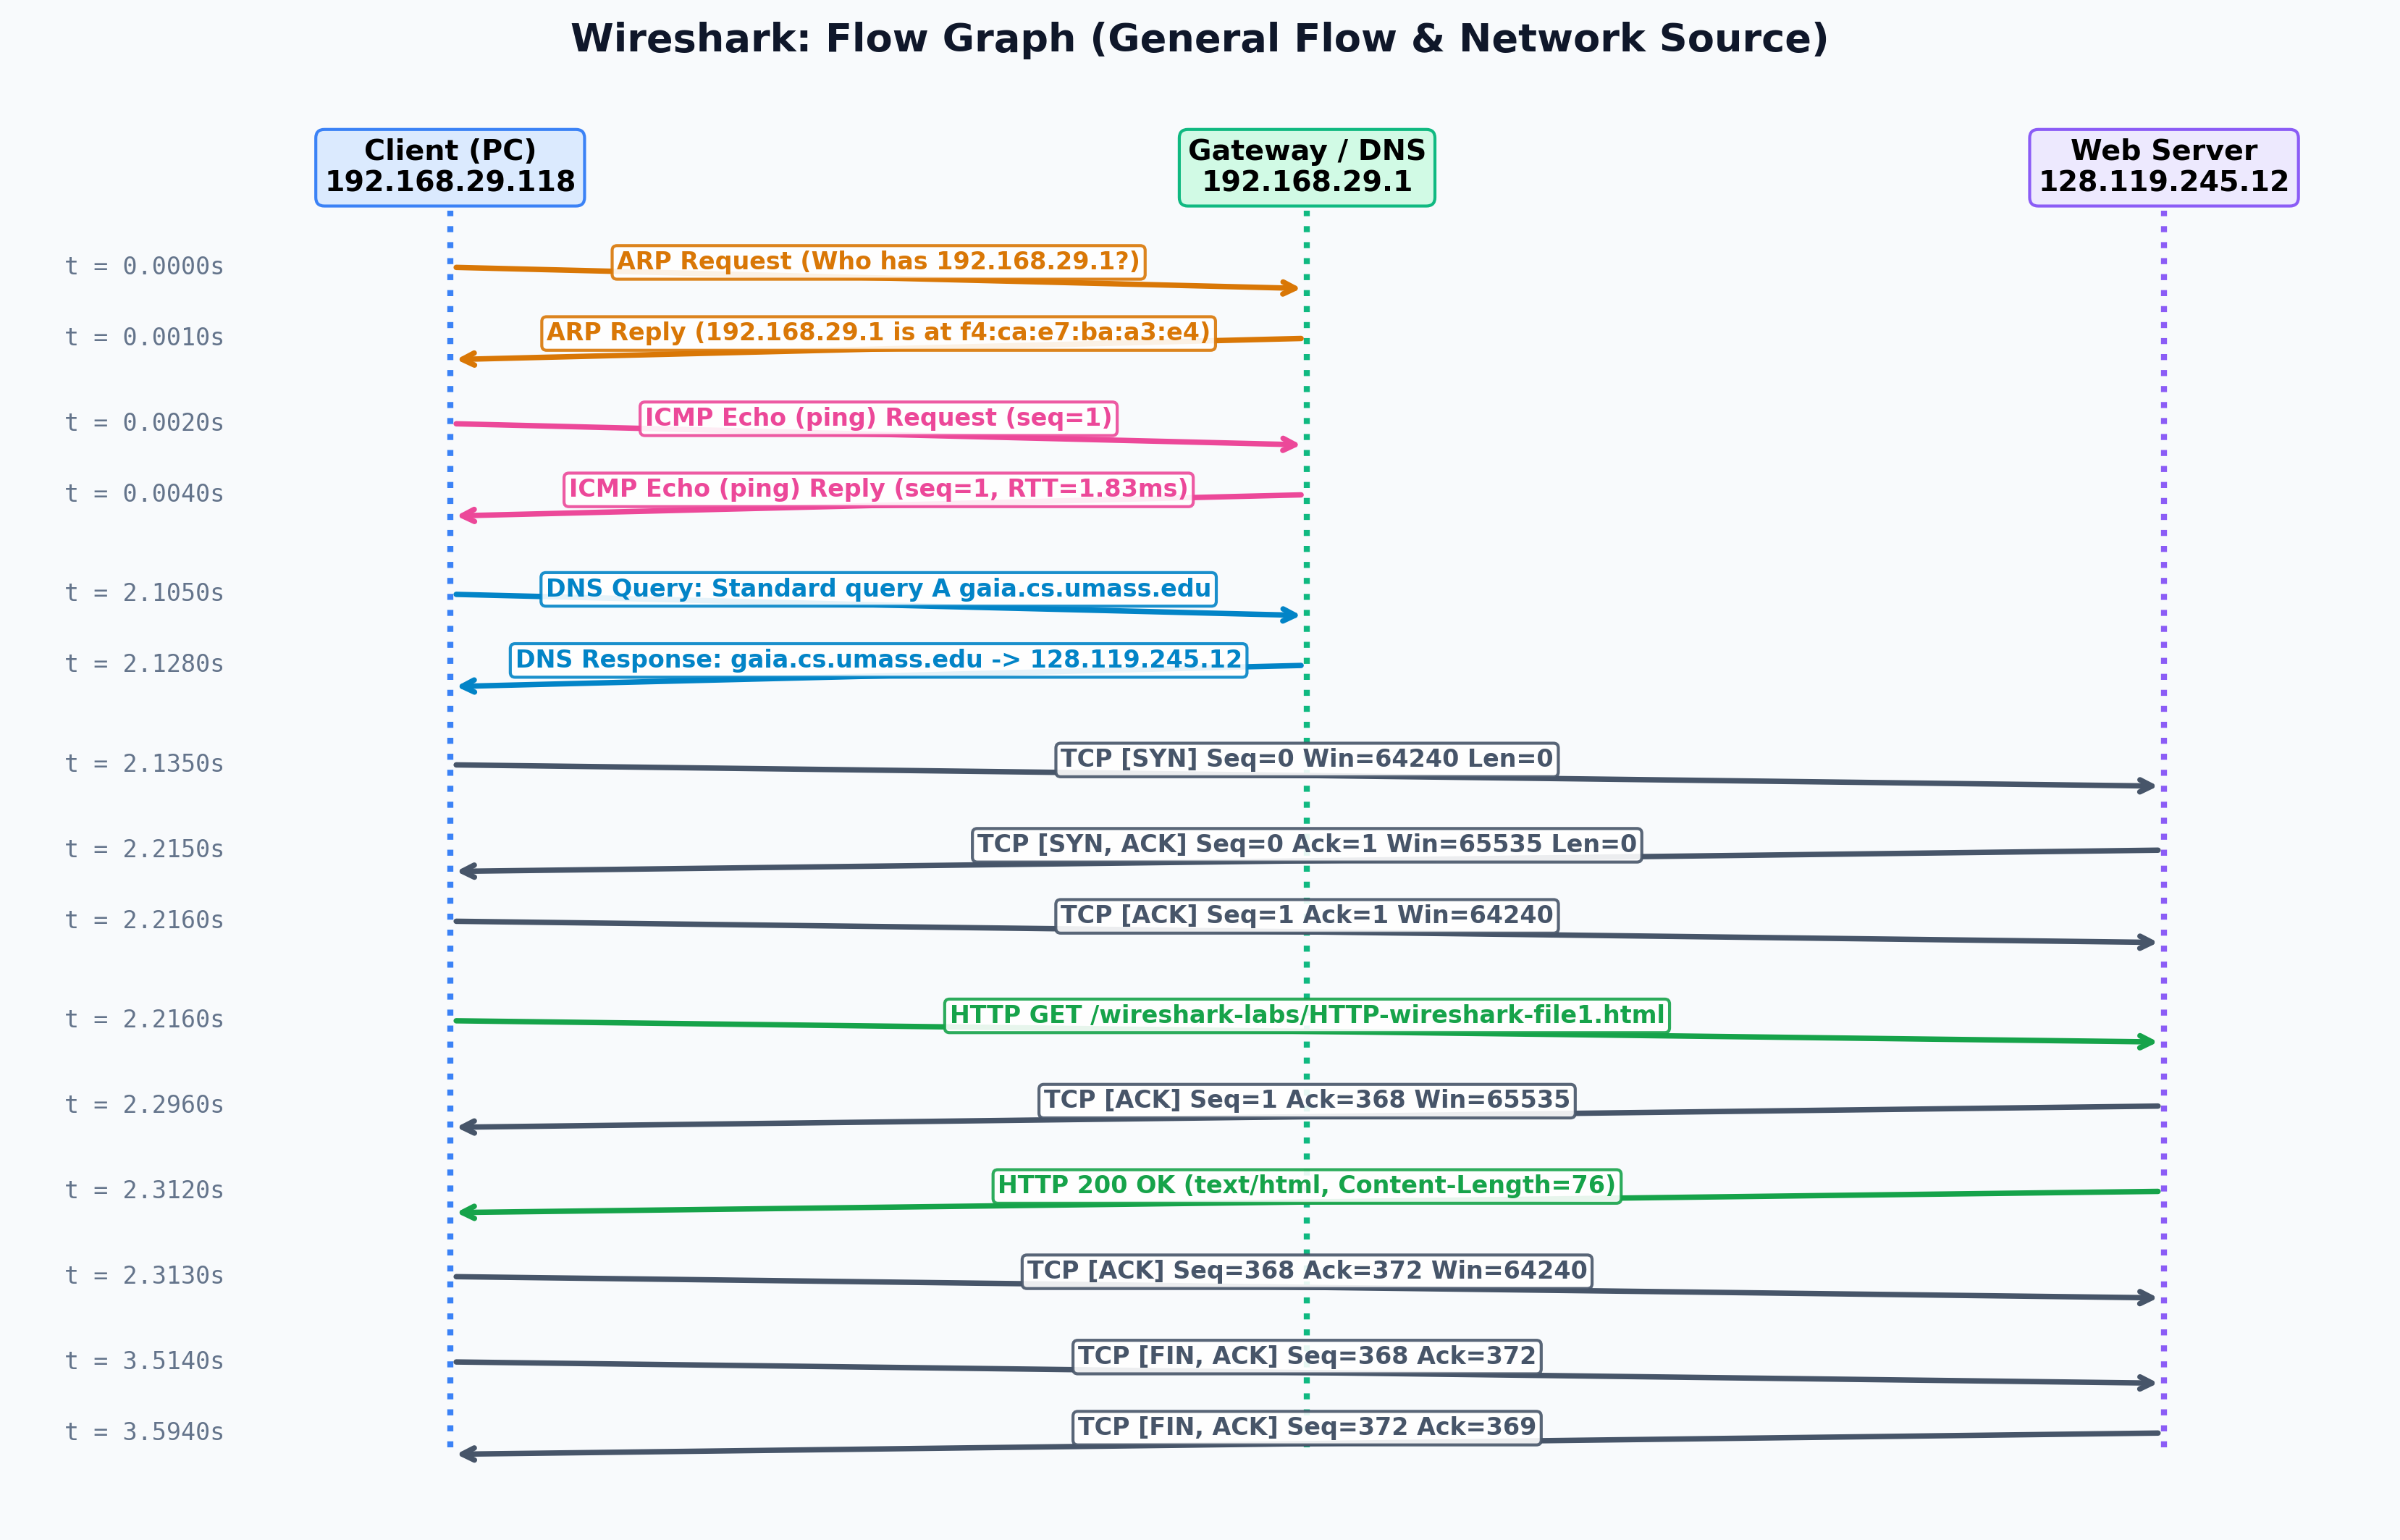 Wireshark: Flow Graph (General Flow & Network Source)
Client (PC)
192.168.29.118
Gateway / DNS
192.168.29.1
Web Server
128.119.245.12
t = 0.0000s
ARP Request (Who has 192.168.29.1?)
t = 0.0010s
ARP Reply (192.168.29.1 is at f4:ca:e7:ba:a3:e4)
t = 0.0020s
ICMP Echo (ping) Request (seq=1)
t = 0.0040s
ICMP Echo (ping) Reply (seq=1, RTT=1.83ms)
t = 2.1050s
DNS Query: Standard query A gaia.cs.umass.edu
t = 2.1280s
DNS Response: gaia.cs.umass.edu -> 128.119.245.12
t = 2.1350s
TCP [SYN] Seq=0 Win=64240 Len=0
t = 2.2150s
TCP [SYN, ACK] Seq=0 Ack=1 Win=65535 Len=0
t = 2.2160s
TCP [ACK] Seq=1 Ack=1 Win=64240
t = 2.2160s
HTTP GET /wireshark-labs/HTTP-wireshark-file1.html
t = 2.2960s
TCP [ACK] Seq=1 Ack=368 Win=65535
t = 2.3120s
HTTP 200 OK (text/html, Content-Length=76)
t = 2.3130s
TCP [ACK] Seq=368 Ack=372 Win=64240
t = 3.5140s
TCP [FIN, ACK] Seq=368 Ack=372
t = 3.5940s
TCP [FIN, ACK] Seq=372 Ack=369